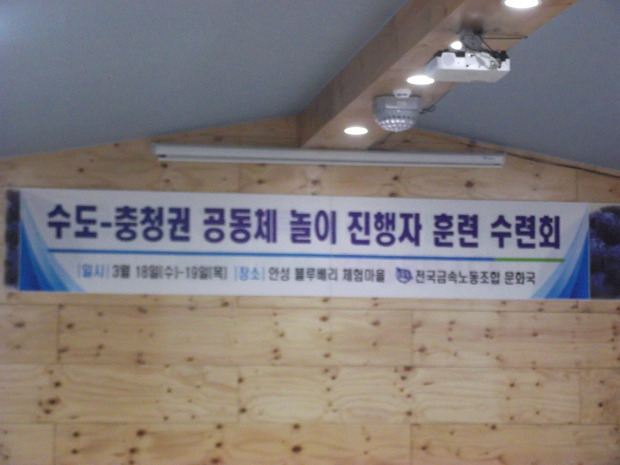 수도-충청권 공동체 놀이 진행자 훈련 수련회
|일시| 3월 18일(수)-19일(목) |장소| 안성 블루베리 체험마을 전국금속노동조합 문화국